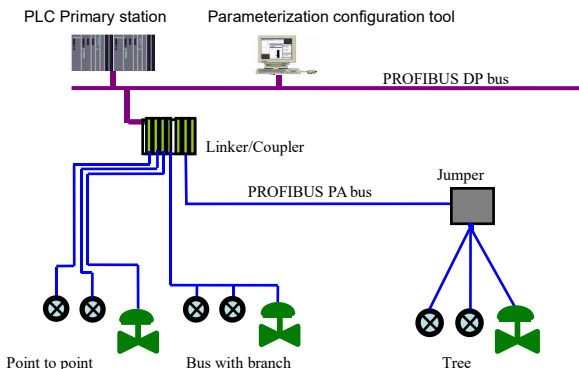 PLC Primary station
Parameterization configuration tool
PROFIBUS DP bus
Linker/Coupler
PROFIBUS PA bus
Jumper
Point to point
Bus with branch
Tree